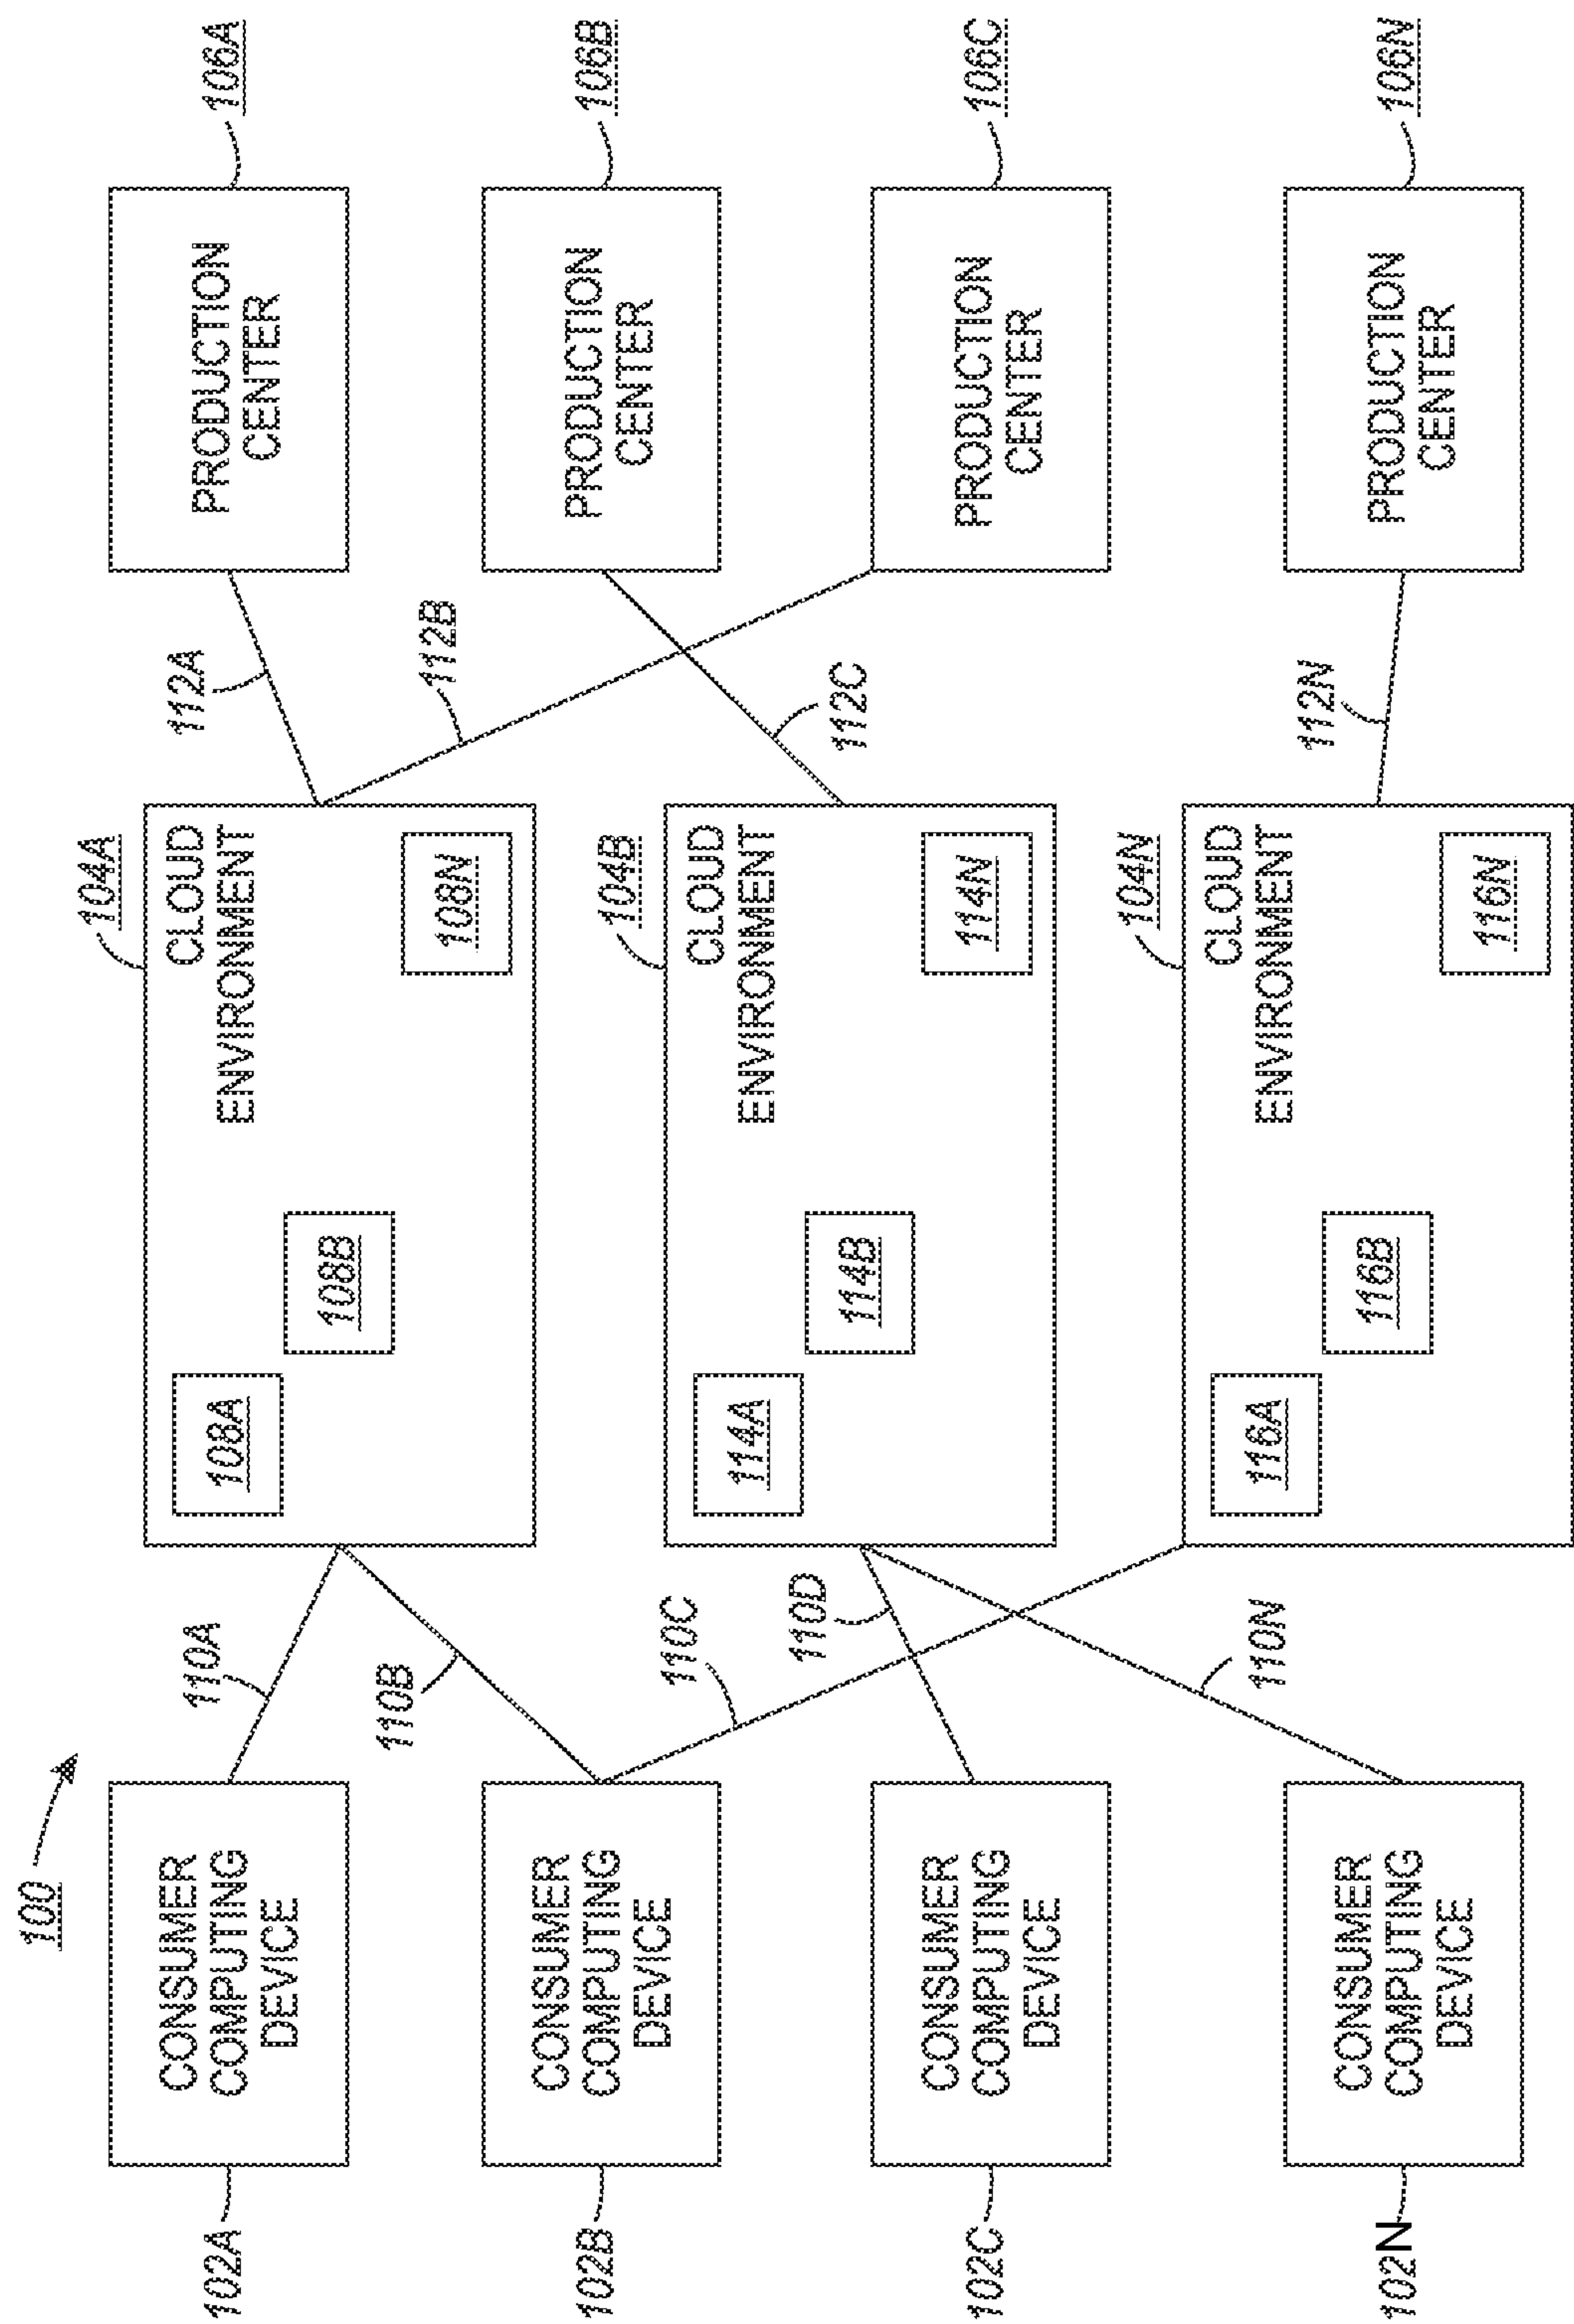 100
102A
CONSUMER
COMPUTING
DEVICE
102B
CONSUMER
COMPUTING
DEVICE
102C
CONSUMER
COMPUTING
DEVICE
102N
CONSUMER
COMPUTING
DEVICE
110A
110B
110C
110D
110N
104A
CLOUD
ENVIRONMENT
108A
108B
108N
104B
CLOUD
ENVIRONMENT
114A
114B
114N
104N
CLOUD
ENVIRONMENT
116A
116B
116N
112A
112B
112C
112N
106A
PRODUCTION
CENTER
106B
PRODUCTION
CENTER
106C
PRODUCTION
CENTER
106N
PRODUCTION
CENTER